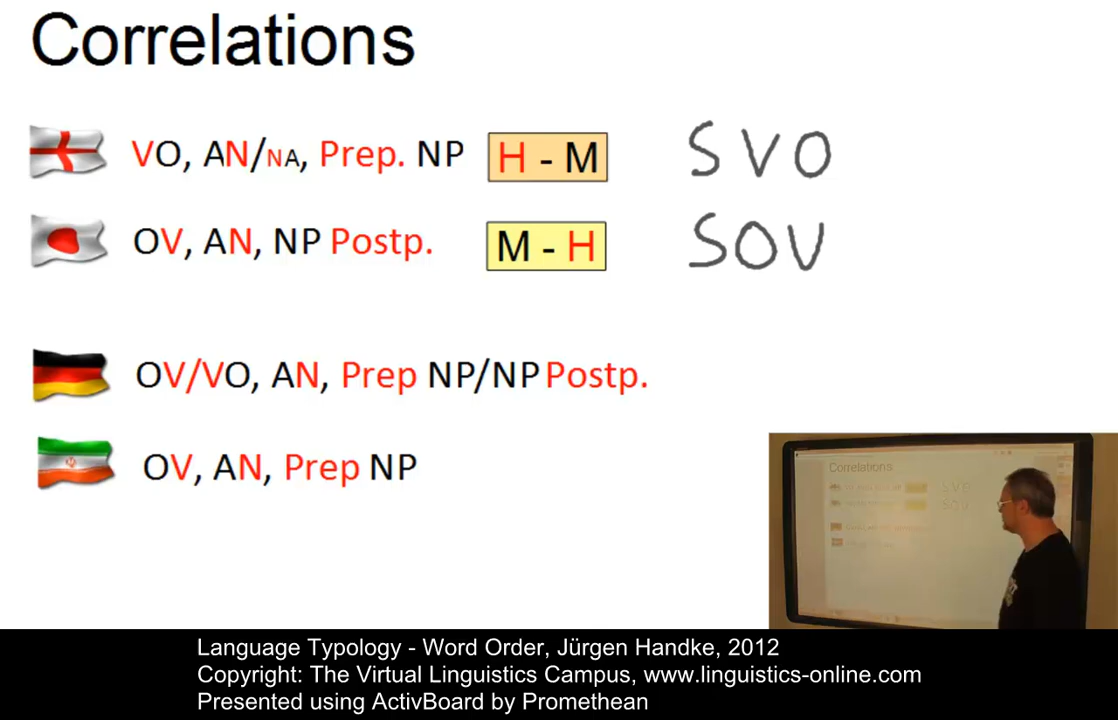 Correlations
VO, AN/NA, Prep. NP H - M SVO
OV, AN, NP Postp. M - H SOV
OV/VO, AN, Prep NP/NP Postp.
OV, AN, Prep NP
Correlations
Language Typology - Word Order, Jürgen Handke, 2012
Copyright: The Virtual Linguistics Campus, www.linguistics-online.com
Presented using ActivBoard by Promethean